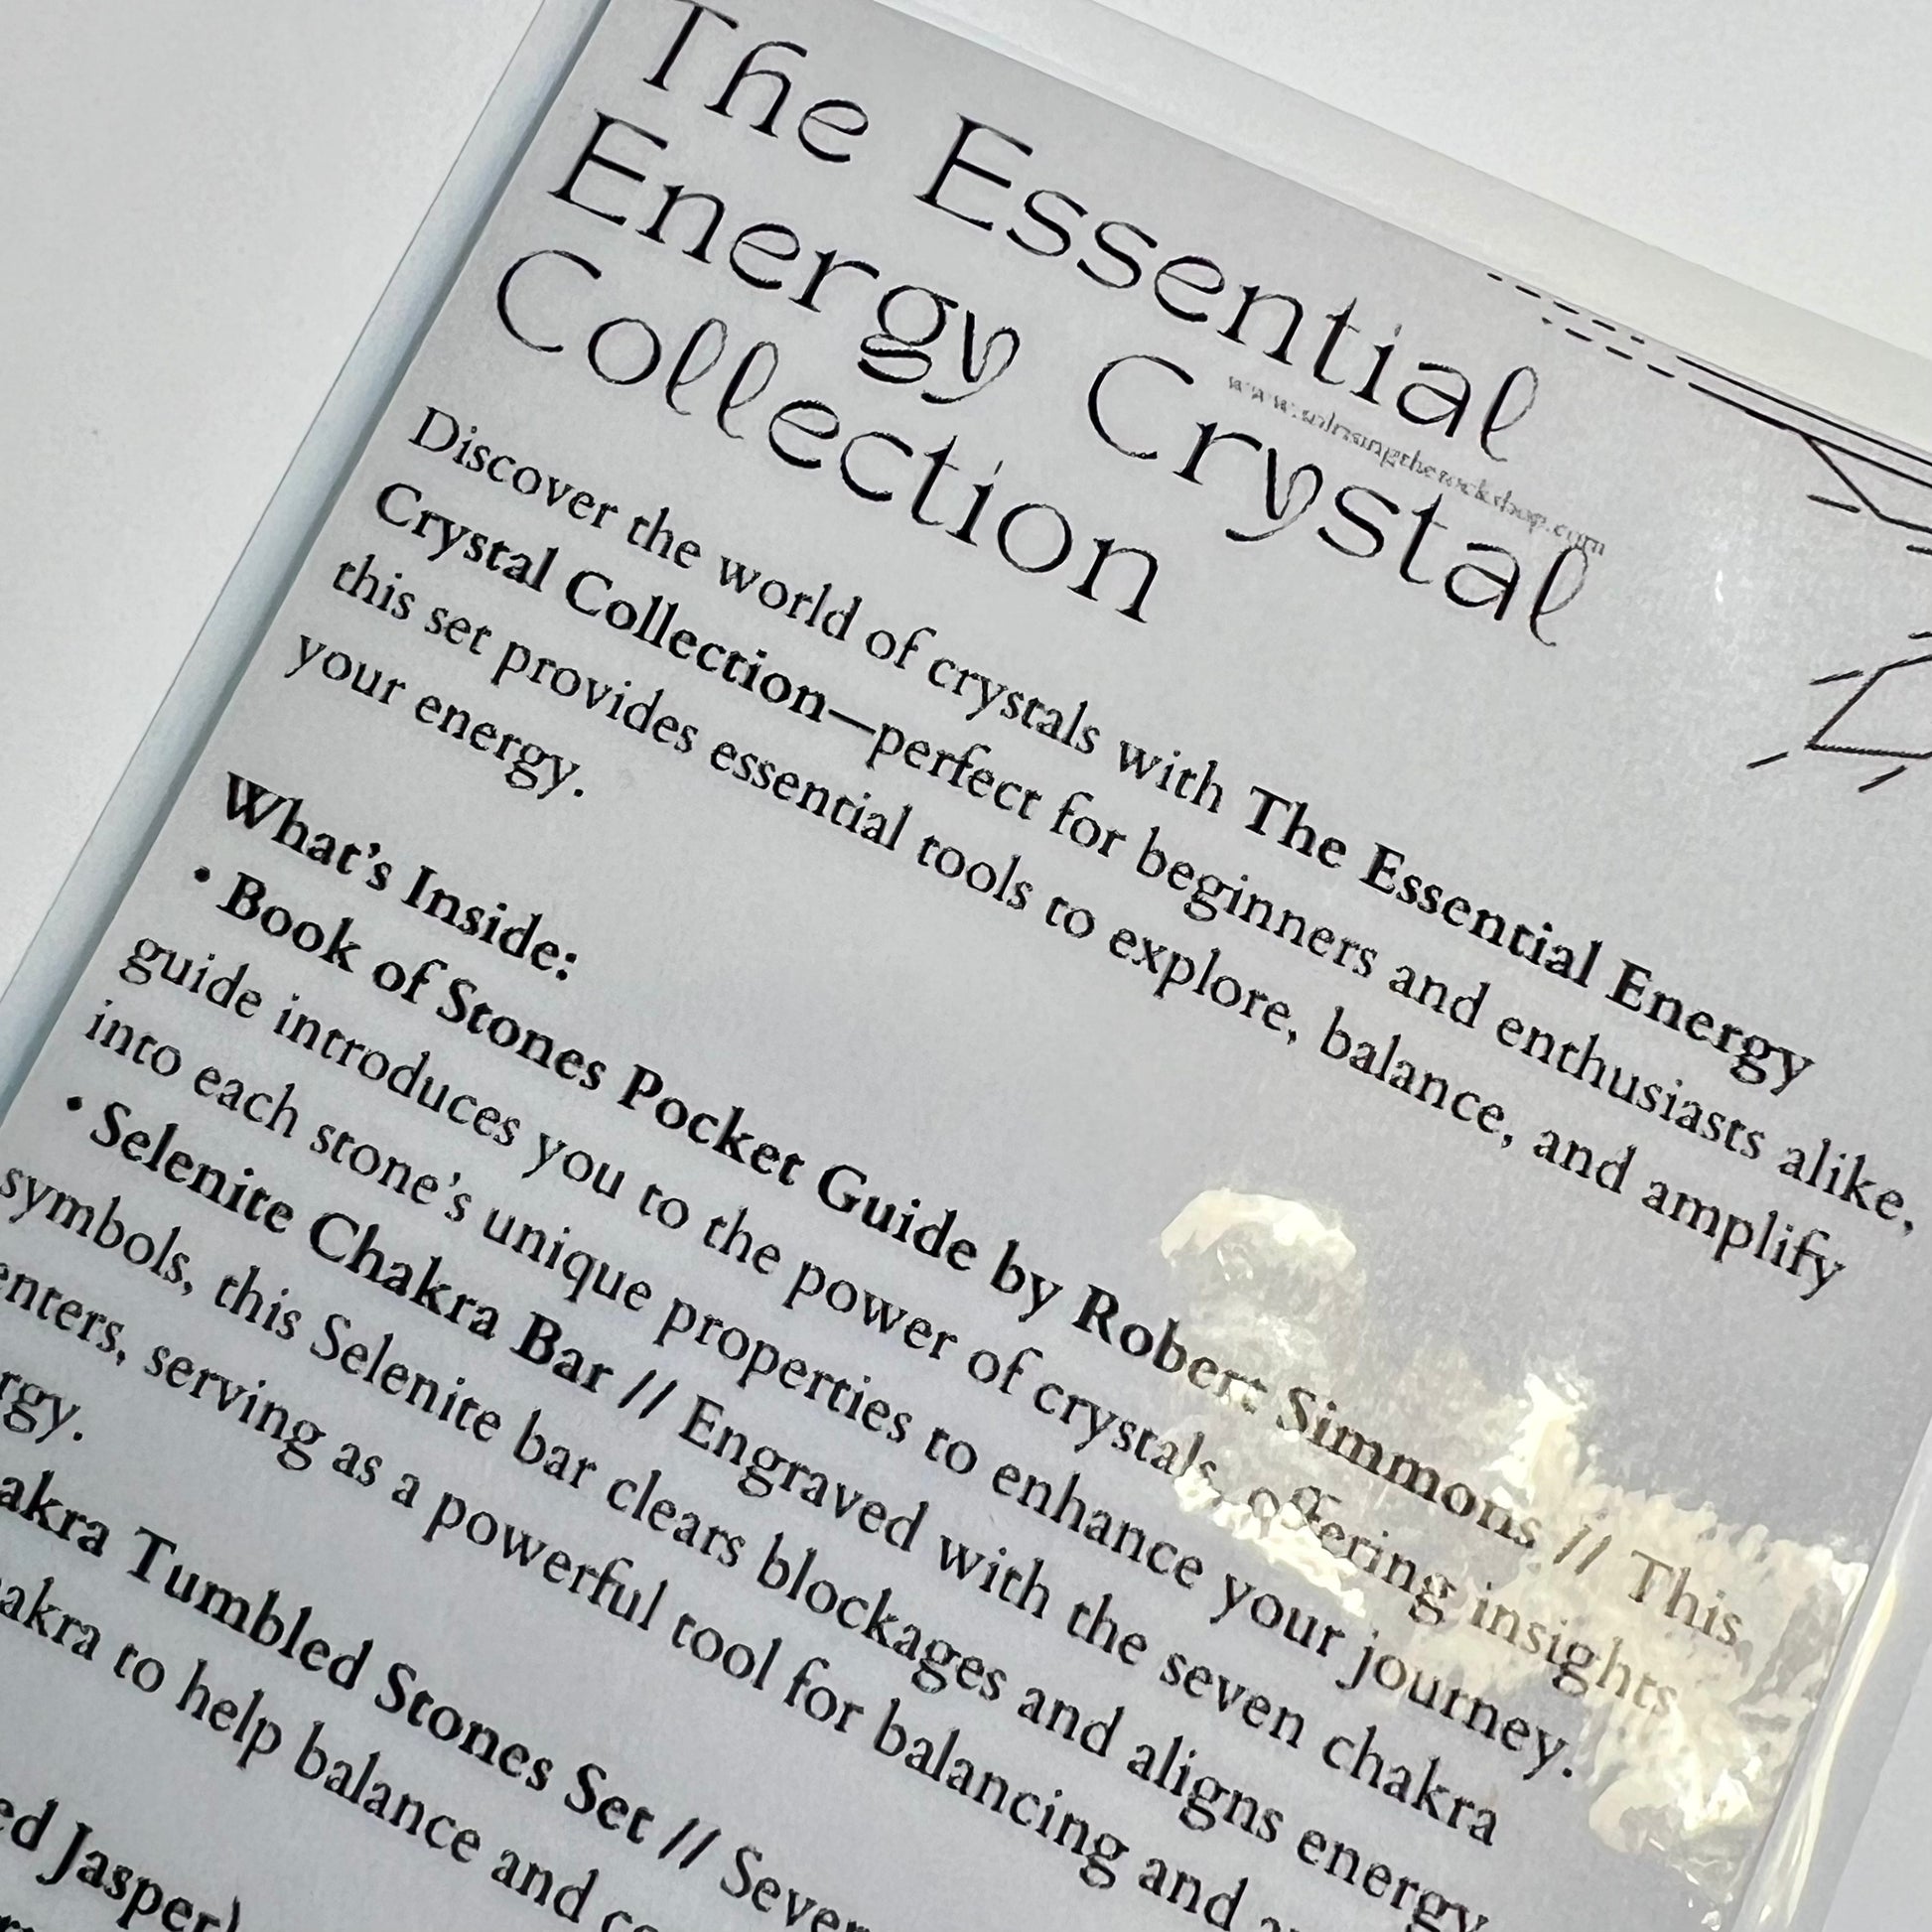 The Essential
Energy Crystal
Collection
Discover the world of crystals with The Essential Energy
Crystal Collection—perfect for beginners and enthusiasts alike,
this set provides essential tools to explore, balance, and amplify
your energy.
What's Inside:
• Book of Stones Pocket Guide by Robert Simmons // This
guide introduces you to the power of crystals, offering insights
into each stone's unique properties to enhance your journey.
• Selenite Chakra Bar // Engraved with the seven chakra
symbols, this Selenite bar clears blockages and aligns energy
enters, serving as a powerful tool for balancing and
rgy.
akra Tumbled Stones Set // Seven
akra to help balance and
ed Jasper)